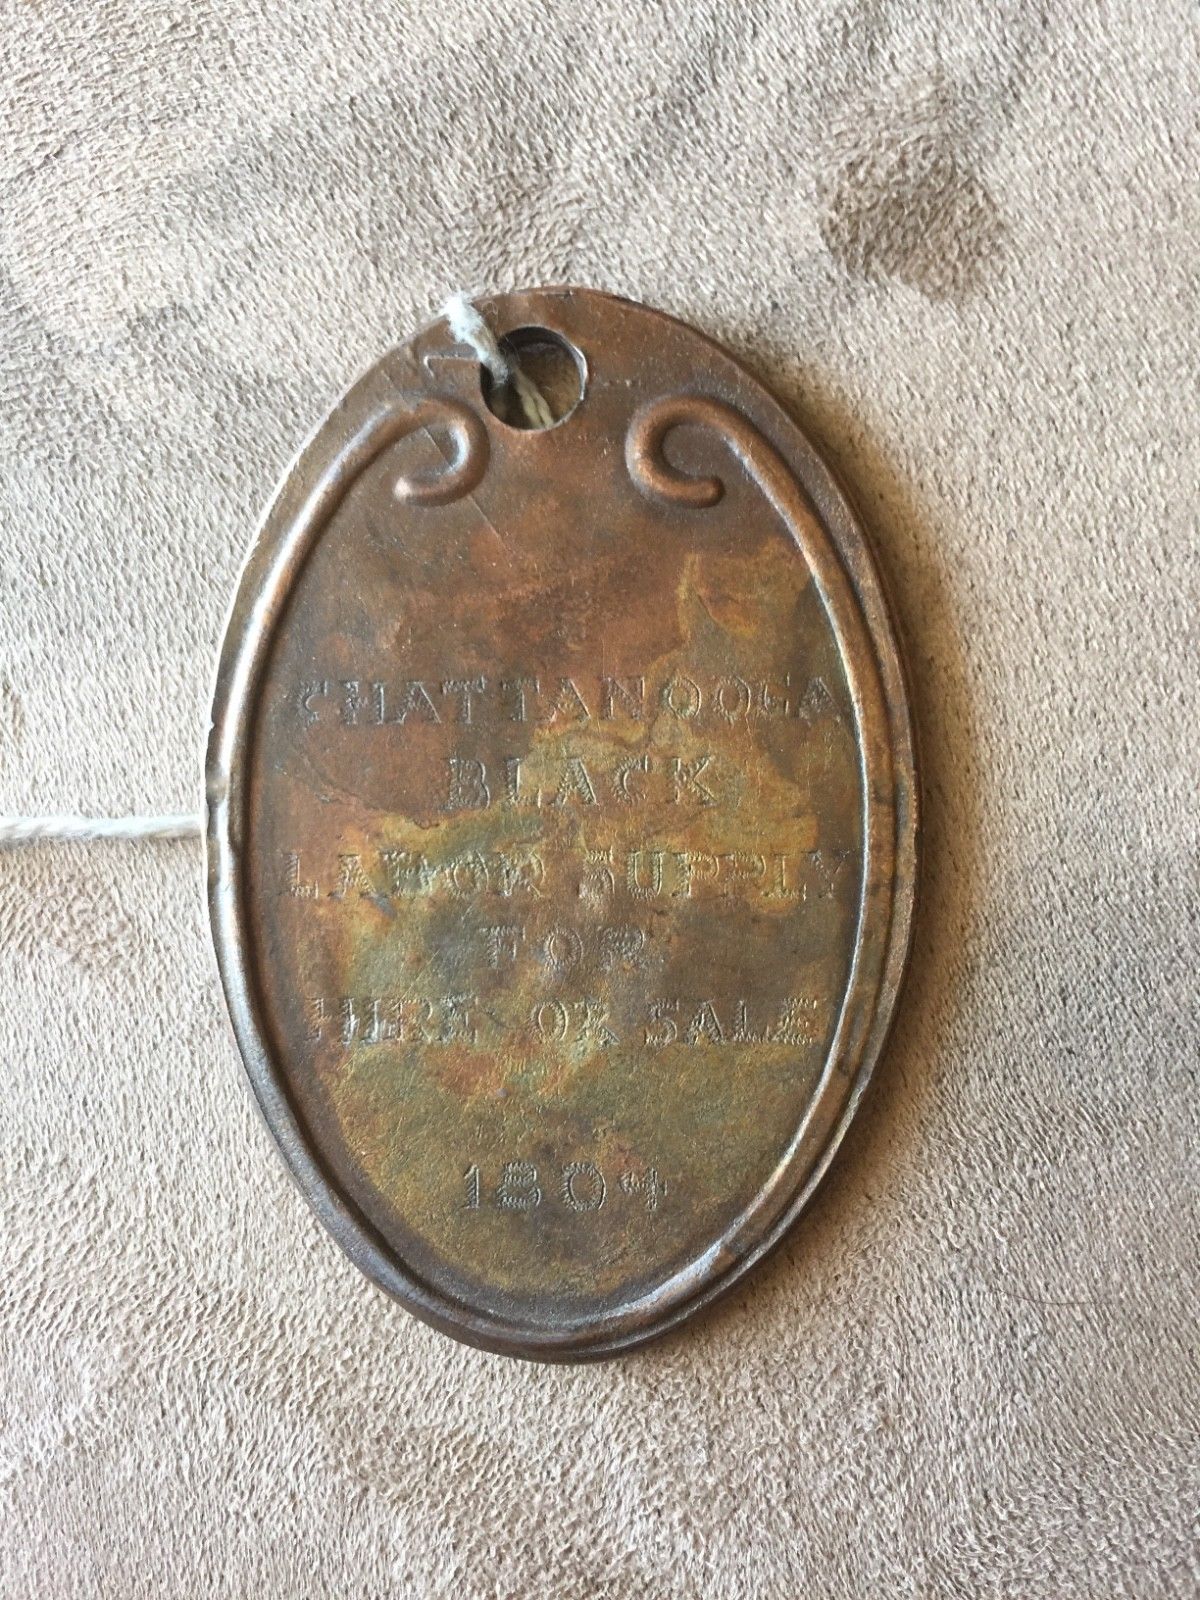 CHATTANOOGA
BLACK
LABOR SUPPLY
FOR
HIRE OR SALE
1804